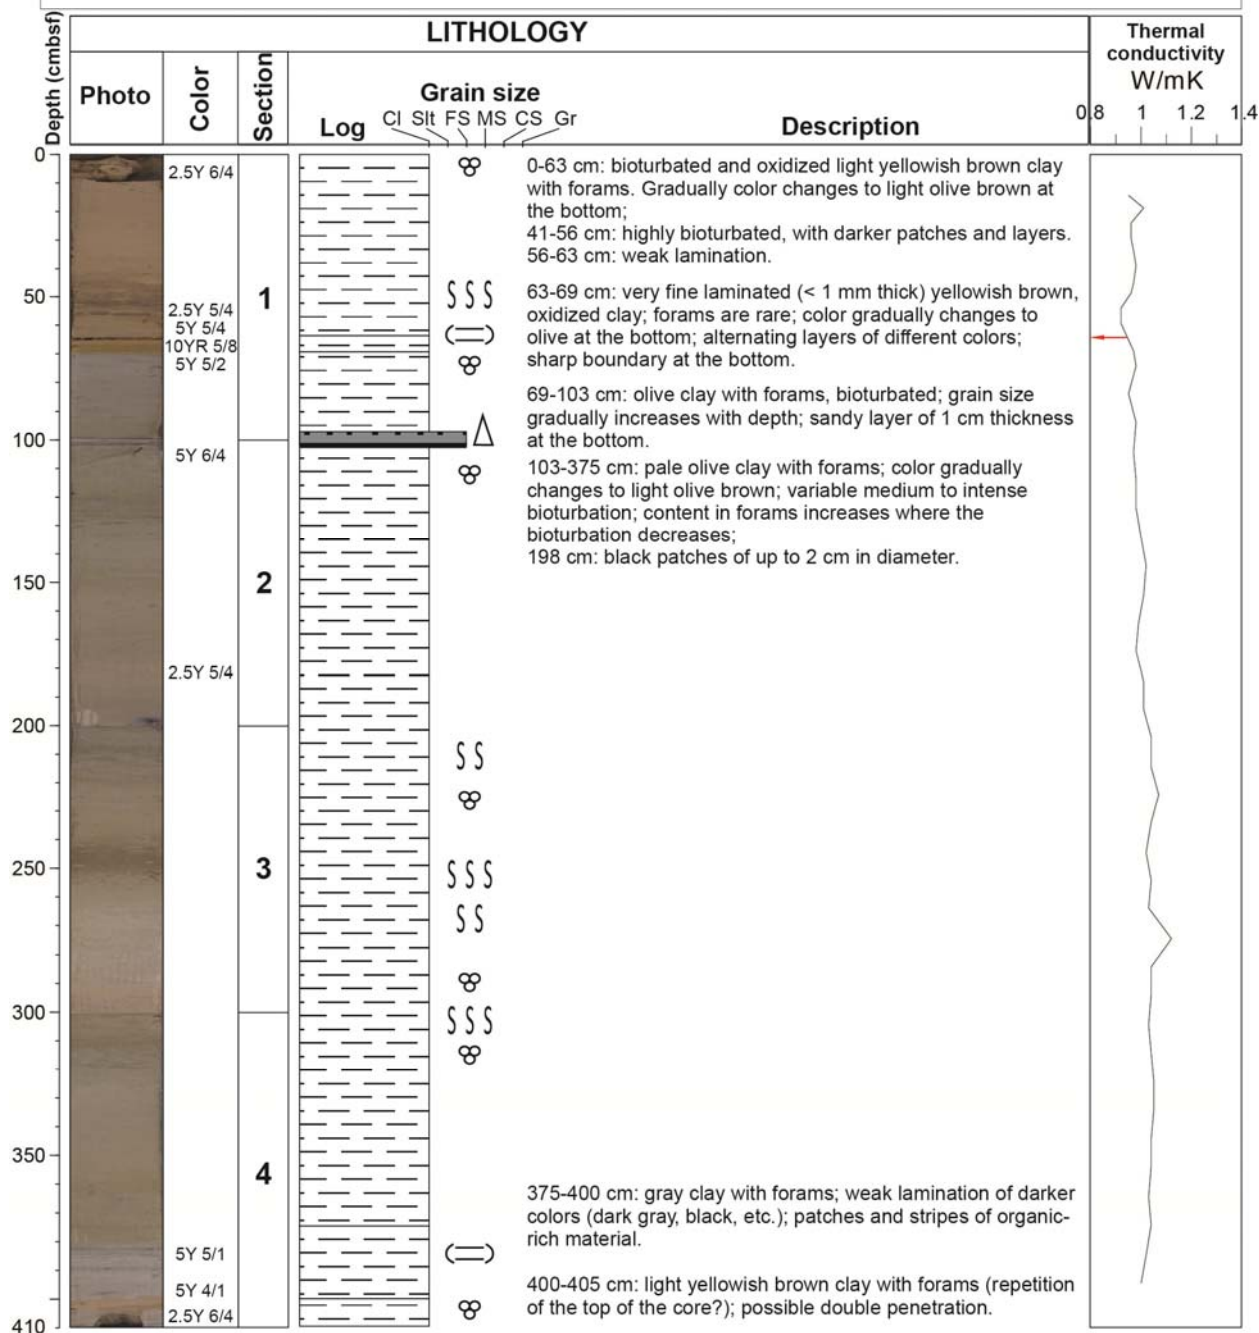 LITHOLOGY
Depth (cmbsf)
Photo
Color
Section
Log
Grain size
Cl Slt FS MS CS Gr
Description
Thermal
conductivity
W/mK
0.8 1 1.2 1.4
0
50
100
150
200
250
300
350
410
2.5Y 6/4
2.5Y 5/4
5Y 5/4
10YR 5/8
5Y 5/2
5Y 6/4
2.5Y 5/4
5Y 5/1
5Y 4/1
2.5Y 6/4
1
2
3
4
0-63 cm: bioturbated and oxidized light yellowish brown clay
with forams. Gradually color changes to light olive brown at
the bottom;
41-56 cm: highly bioturbated, with darker patches and layers.
56-63 cm: weak lamination.
63-69 cm: very fine laminated (< 1 mm thick) yellowish brown,
oxidized clay; forams are rare; color gradually changes to
olive at the bottom; alternating layers of different colors;
sharp boundary at the bottom.
69-103 cm: olive clay with forams, bioturbated; grain size
gradually increases with depth; sandy layer of 1 cm thickness
at the bottom.
103-375 cm: pale olive clay with forams; color gradually
changes to light olive brown; variable medium to intense
bioturbation; content in forams increases where the
bioturbation decreases;
198 cm: black patches of up to 2 cm in diameter.
375-400 cm: gray clay with forams; weak lamination of darker
colors (dark gray, black, etc.); patches and stripes of organic-
rich material.
400-405 cm: light yellowish brown clay with forams (repetition
of the top of the core?); possible double penetration.